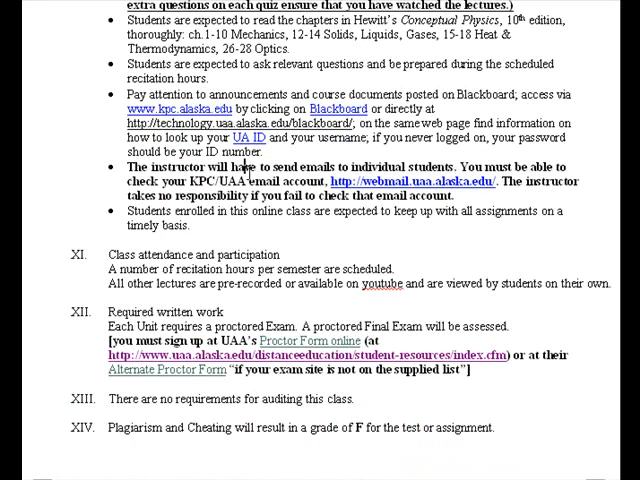 extra questions on each quiz ensure that you have watched the lectures.)
• Students are expected to read the chapters in Hewitt's Conceptual Physics, 10th edition,
thoroughly: ch.1-10 Mechanics, 12-14 Solids, Liquids, Gases, 15-18 Heat &
Thermodynamics, 26-28 Optics.
• Students are expected to ask relevant questions and be prepared during the scheduled
recitation hours.
• Pay attention to announcements and course documents posted on Blackboard; access via
www.kpc.alaska.edu by clicking on Blackboard or directly at
http://technology.uaa.alaska.edu/blackboard/; on the same web page find information on
how to look up your UA ID and your username; if you never logged on, your password
should be your ID number.
• The instructor will have to send emails to individual students. You must be able to
check your KPC/UAA email account, http://webmail.uaa.alaska.edu/. The instructor
takes no responsibility if you fail to check that email account.
• Students enrolled in this online class are expected to keep up with all assignments on a
timely basis.
XI. Class attendance and participation
A number of recitation hours per semester are scheduled.
All other lectures are pre-recorded or available on youtube and are viewed by students on their own.
XII. Required written work
Each Unit requires a proctored Exam. A proctored Final Exam will be assessed.
[you must sign up at UAA's Proctor Form online (at
http://www.uaa.alaska.edu/distanceeducation/student-resources/index.cfm) or at their
Alternate Proctor Form "if your exam site is not on the supplied list"]
XIII. There are no requirements for auditing this class.
XIV. Plagiarism and Cheating will result in a grade of F for the test or assignment.